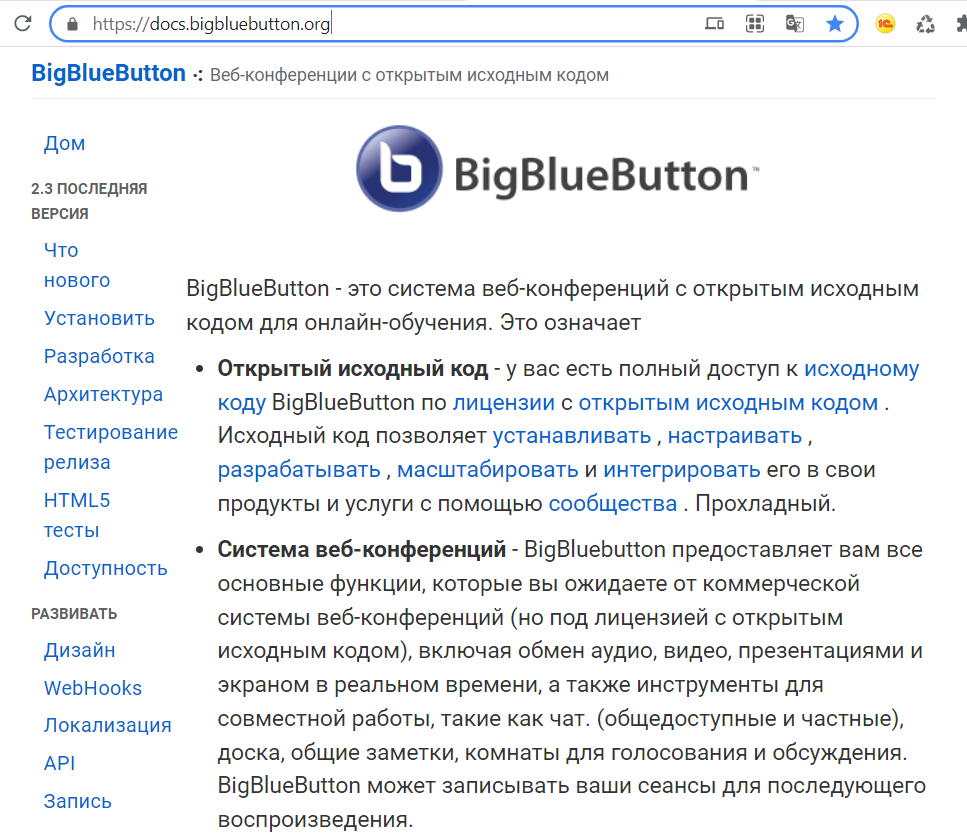 https://docs.bigbluebutton.org
BigBlueButton ·: Веб-конференции с открытым исходным кодом
Дом
2.3 ПОСЛЕДНЯЯ
ВЕРСИЯ
Что
нового
Установить
Разработка
Архитектура
Тестирование
релиза
HTML5
тесты
Доступность
РАЗВИВАТЬ
Дизайн
WebHooks
Локализация
API
Запись
b BigBlueButton™
BigBlueButton - это система веб-конференций с открытым исходным
кодом для онлайн-обучения. Это означает
• Открытый исходный код - у вас есть полный доступ к исходному
коду BigBlueButton по лицензии с открытым исходным кодом .
Исходный код позволяет устанавливать , настраивать ,
разрабатывать , масштабировать и интегрировать его в свои
продукты и услуги с помощью сообщества . Прохладный.
• Система веб-конференций - BigBluebutton предоставляет вам все
основные функции, которые вы ожидаете от коммерческой
системы веб-конференций (но под лицензией с открытым
исходным кодом), включая обмен аудио, видео, презентациями и
экраном в реальном времени, а также инструменты для
совместной работы, такие как чат. (общедоступные и частные),
доска, общие заметки, комнаты для голосования и обсуждения.
BigBlueButton может записывать ваши сеансы для последующего
воспроизведения.